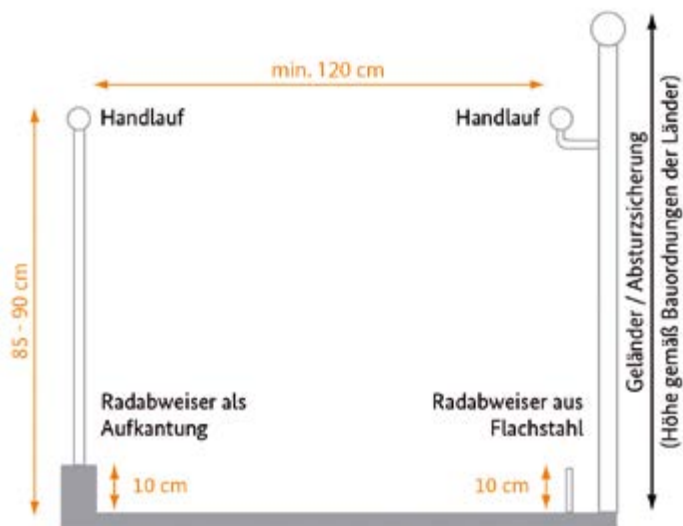 min. 120 cm
Handlauf
Handlauf
85 - 90 cm
Geländer / Absturzsicherung
(Höhe gemäß Bauordnungen der Länder)
Radabweiser als
Aufkantung
Radabweiser aus
Flachstahl
10 cm
10 cm